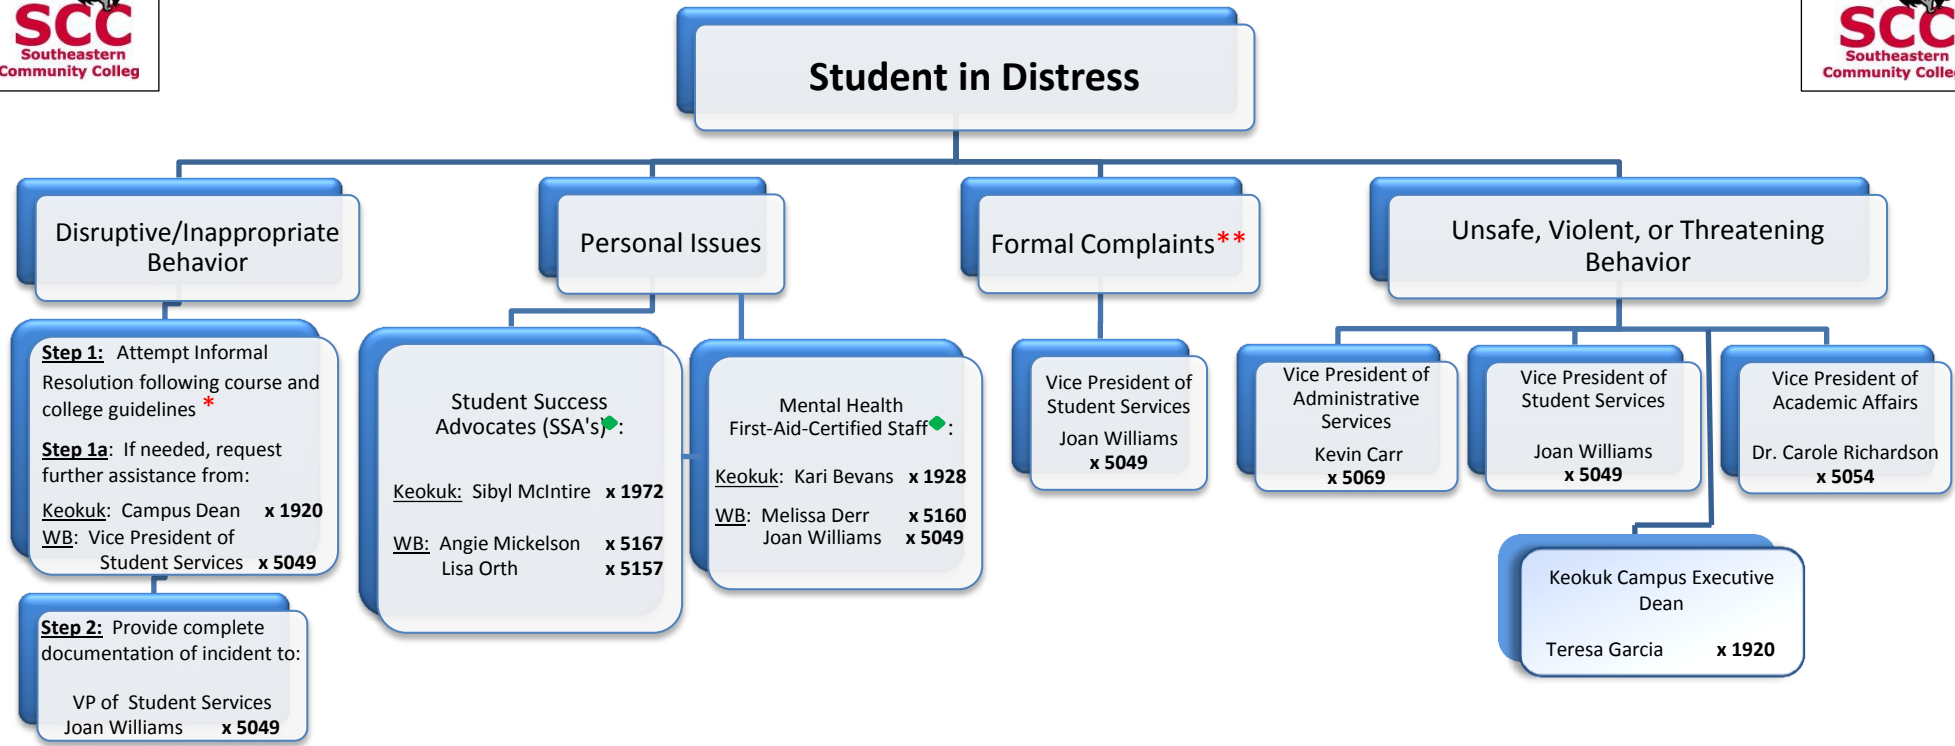 SCC
Southeastern
Community Colleg
SCC
Southeastern
Community Colle
Student in Distress
Disruptive/Inappropriate
Behavior
Step 1: Attempt Informal
Resolution following course and
college guidelines *
Step 1a: If needed, request
further assistance from:
Keokuk: Campus Dean x 1920
WB: Vice President of
Student Services x 5049
Step 2: Provide complete
documentation of incident to:
VP of Student Services
Joan Williams x 5049
Personal Issues
Student Success
Advocates (SSA's)◆:
Keokuk: Sibyl McIntire x 1972
WB: Angie Mickelson x 5167
Lisa Orth x 5157
Mental Health
First-Aid-Certified Staff◆:
Keokuk: Kari Bevans x 1928
WB: Melissa Derr x 5160
Joan Williams x 5049
Formal Complaints**
Vice President of
Student Services
Joan Williams
x 5049
Unsafe, Violent, or Threatening
Behavior
Vice President of
Administrative
Services
Kevin Carr
x 5069
Vice President of
Student Services
Joan Williams
x 5049
Vice President of
Academic Affairs
Dr. Carole Richardson
x 5054
Keokuk Campus Executive
Dean
Teresa Garcia x 1920